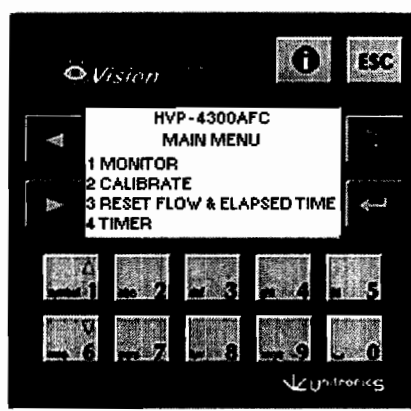 Vision
ESC
HVP-4300AFC
MAIN MENU
1 MONITOR
2 CALIBRATE
3 RESET FLOW & ELAPSED TIME
4 TIMER
1 2 3 4 5
6 7 8 9 0
Unitronics